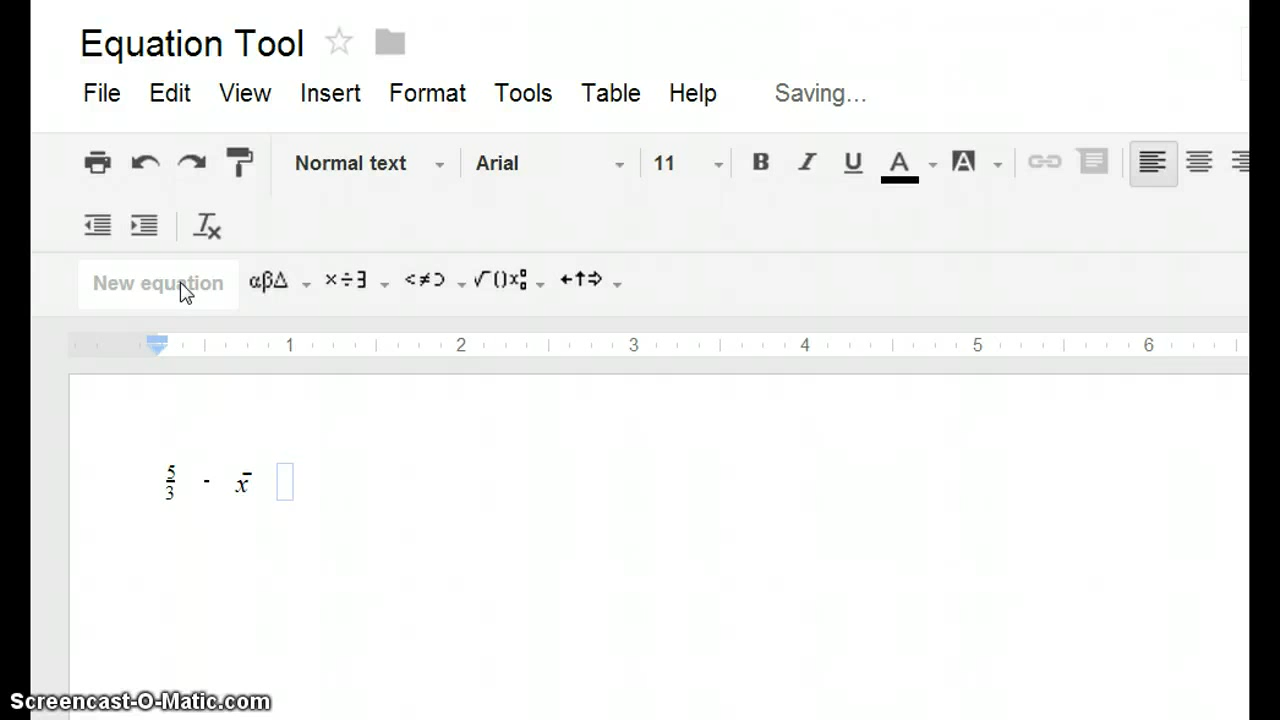 Equation Tool
File Edit View Insert Format Tools Table Help Saving...
Normal text Arial 11 B I U A A
New equation αβΔ ×÷∃ <≠⊃ √()x ←↑⇒
1 2 3 4 5 6
5/3 - x̄
Screencast-O-Matic.com